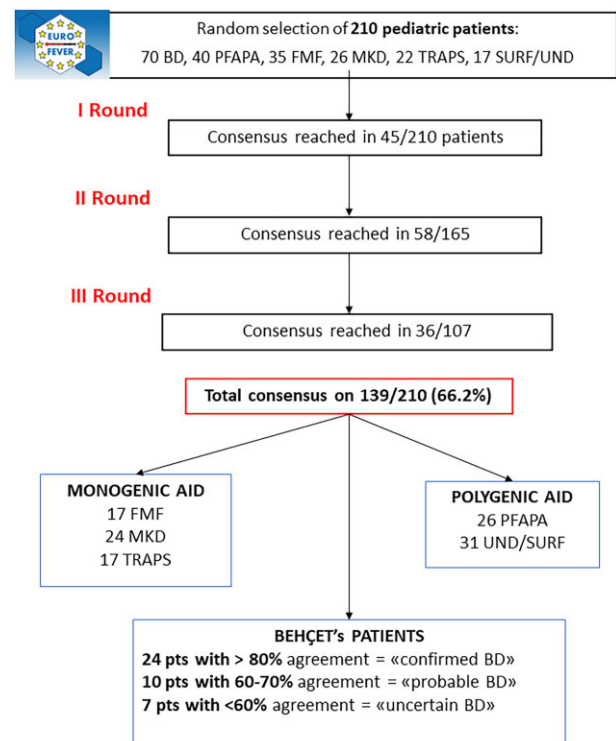 EURO
FEVER
Random selection of 210 pediatric patients:
70 BD, 40 PFAPA, 35 FMF, 26 MKD, 22 TRAPS, 17 SURF/UND
I Round
Consensus reached in 45/210 patients
II Round
Consensus reached in 58/165
III Round
Consensus reached in 36/107
Total consensus on 139/210 (66.2%)
MONOGENIC AID
17 FMF
24 MKD
17 TRAPS
POLYGENIC AID
26 PFAPA
31 UND/SURF
BEHÇET's PATIENTS
24 pts with > 80% agreement = «confirmed BD»
10 pts with 60-70% agreement = «probable BD»
7 pts with <60% agreement = «uncertain BD»